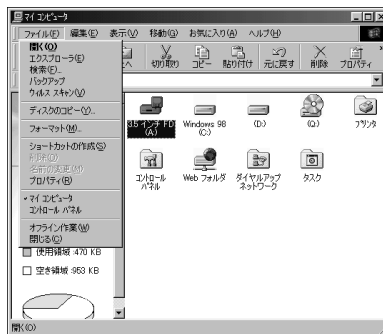 マイ コンピュータ
ファイル(F) 編集(E) 表示(V) 移動(G) お気に入り(A) ヘルプ(H)
切り取り コピー 貼り付け 元に戻す 削除 プロパティ
開く(O)
エクスプローラ(E)
検索(F)...
バックアップ
ウィルス スキャン(V)
ディスクのコピー(Y)...
フォーマット(M)...
ショートカットの作成(S)
削除(D)
名前の変更(M)
プロパティ(R)
マイ コンピュータ
コントロール パネル
オフライン作業(W)
閉じる(C)
3.5 インチ FD (A:)
Windows 98 (C:)
(D:)
(Q:)
プリンタ
コントロール パネル
Web フォルダ
ダイヤルアップ ネットワーク
タスク
使用領域 :470 KB
空き領域 :953 KB
開く(O)